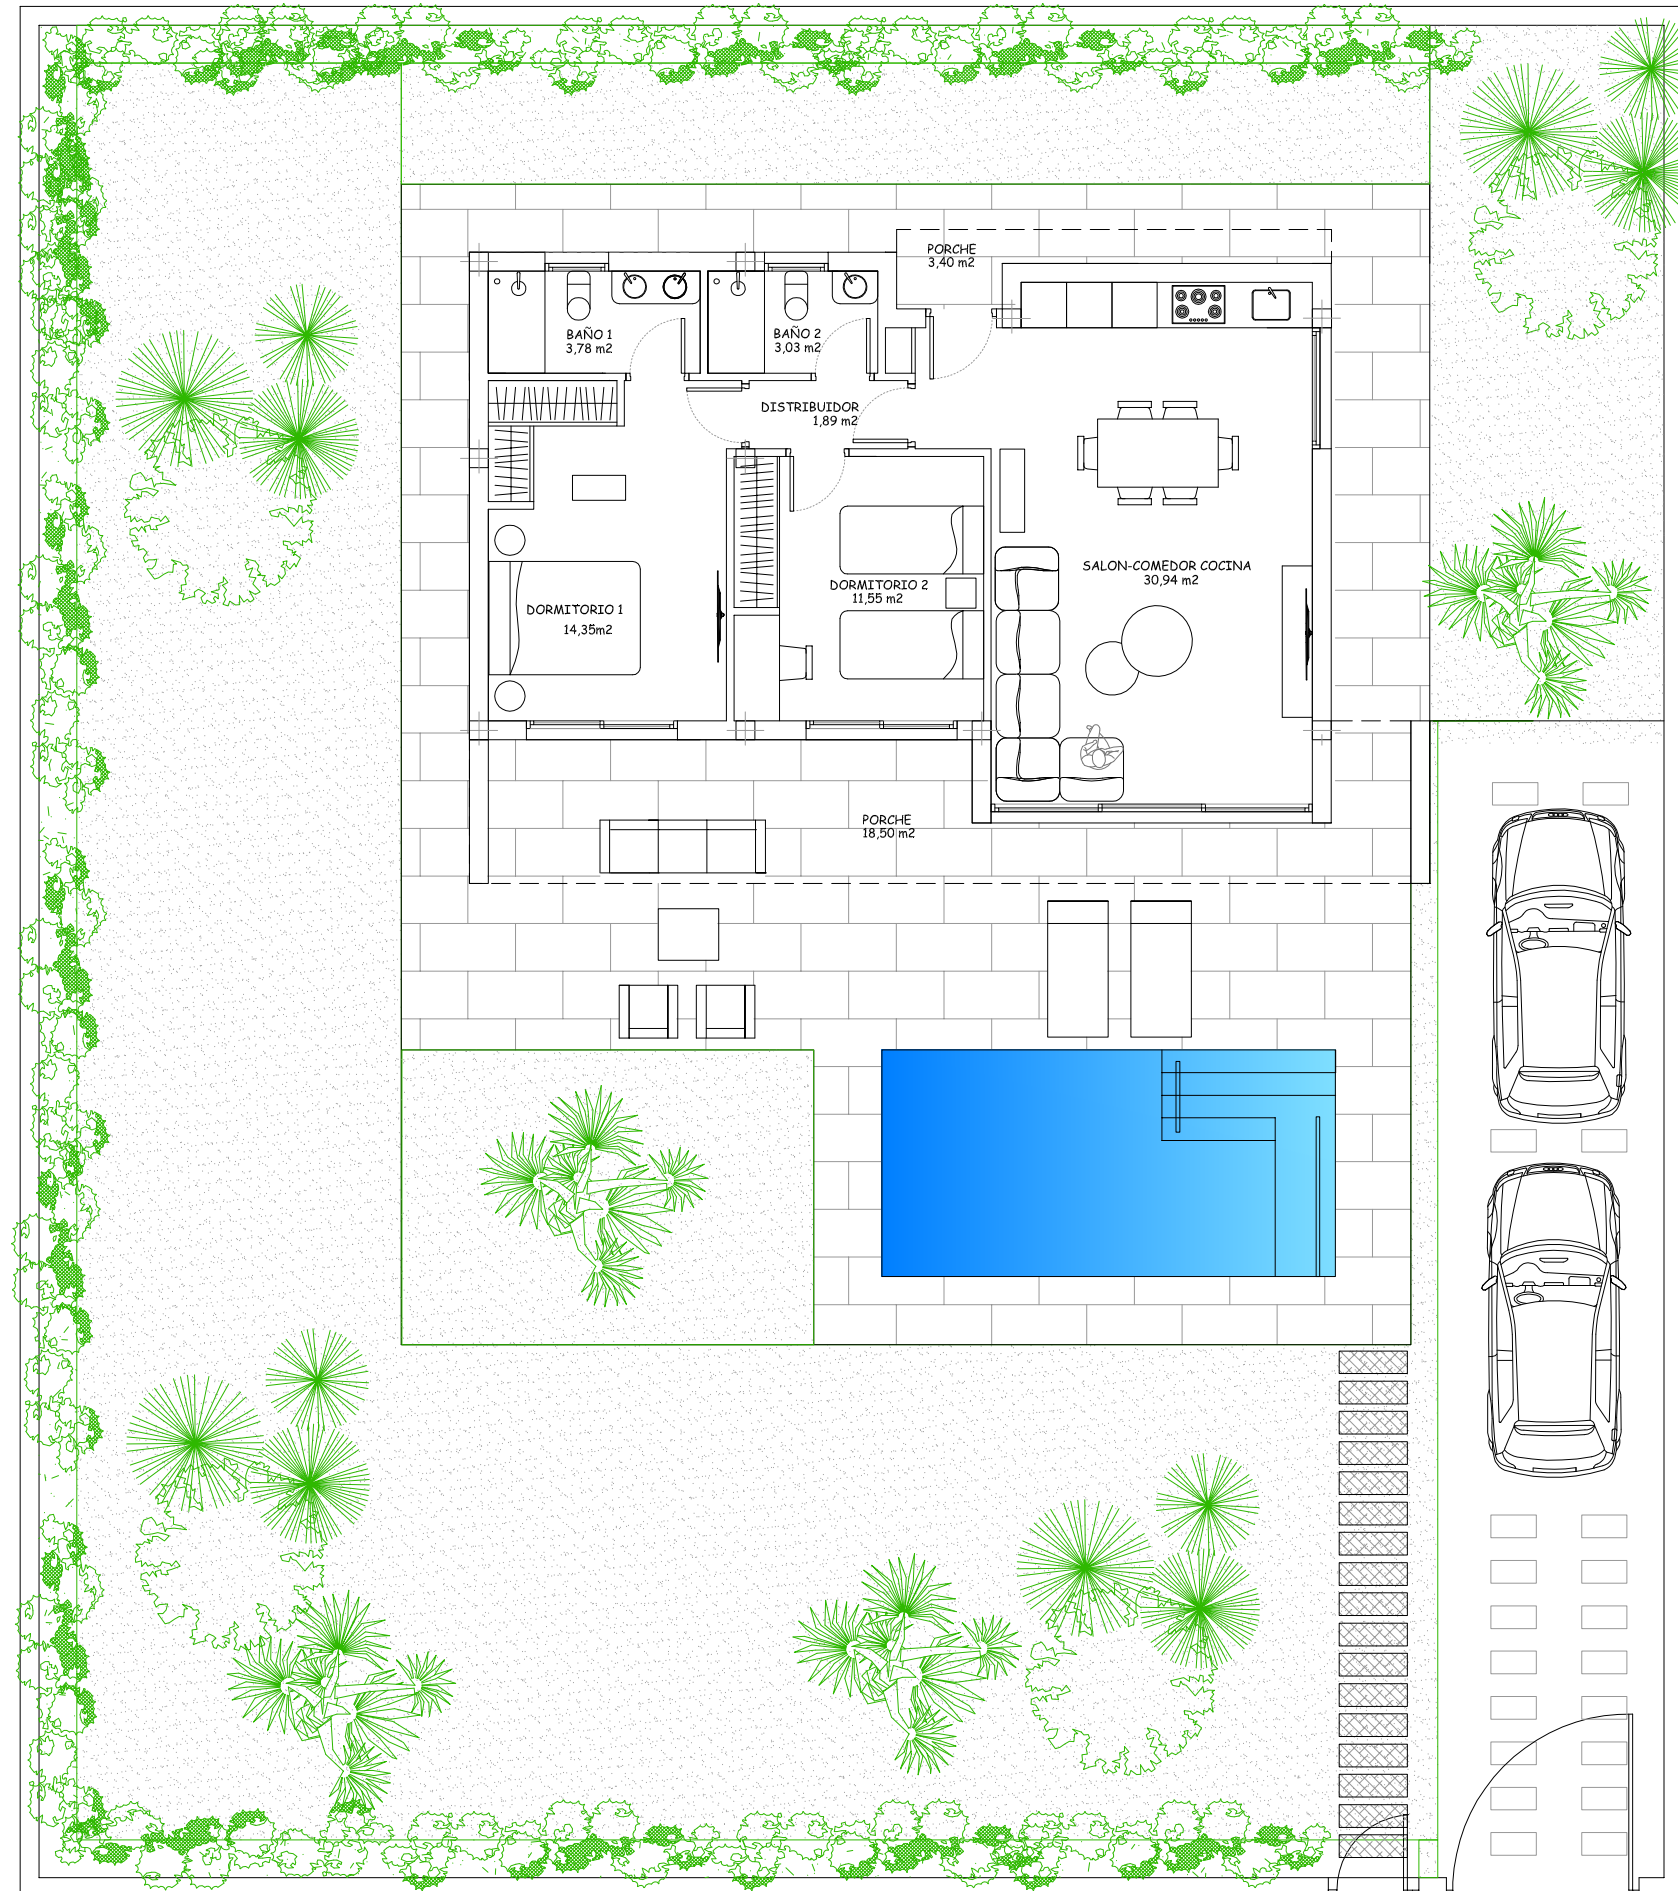 PORCHE
3,40 m2
BAÑO 1
3,78 m2
BAÑO 2
3,03 m2
DISTRIBUIDOR
1,89 m2
SALON-COMEDOR COCINA
30,94 m2
DORMITORIO 2
11,55 m2
DORMITORIO 1
14,35m2
PORCHE
18,50 m2